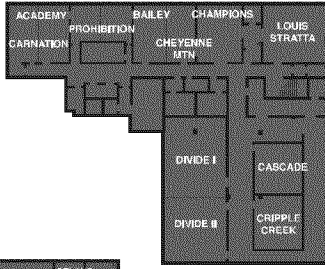 ACADEMY
CARNATION
PROHIBITION
BAILEY
CHAMPIONS
CHEYENNE
MTN
LOUIS
STRATTA
DIVIDE I
CASCADE
DIVIDE II
CRIPPLE
CREEK